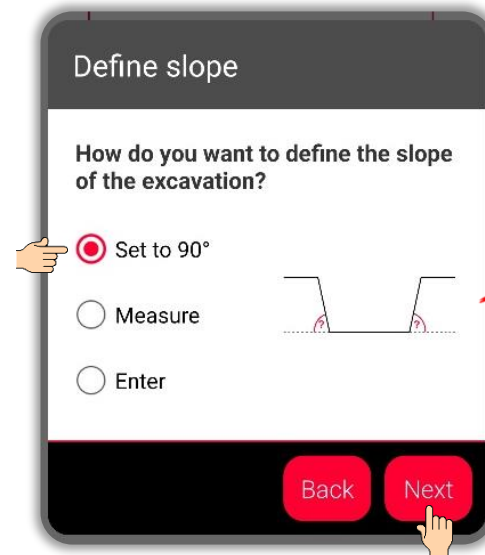 Define slope
How do you want to define the slope
of the excavation?
Set to 90°
Measure
? ?
Enter
Back Next